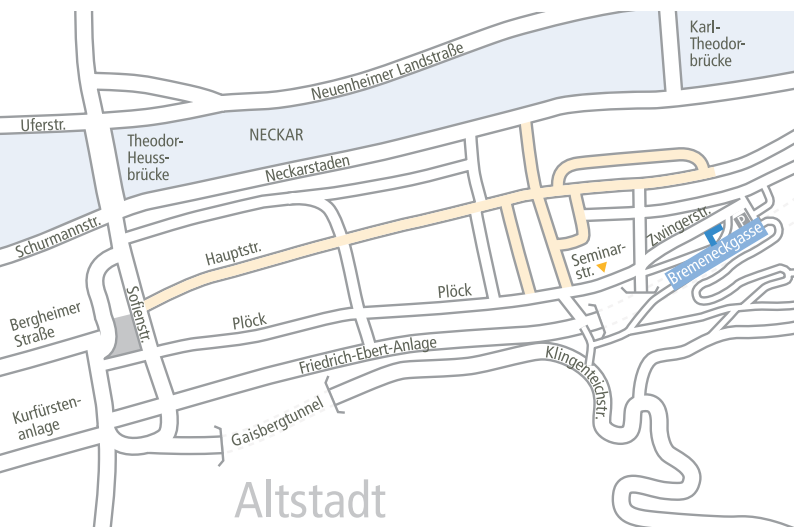 Karl-
Theodor-
brücke
Neuenheimer Landstraße
Uferstr.
NECKAR
Theodor-
Heuss-
brücke
Neckarstaden
Schurmannstr.
Hauptstr.
Zwingerstr.
P
Seminar-
str.
Bremeneckgasse
Sofienstr.
Plöck
Bergheimer
Straße
Plöck
Friedrich-Ebert-Anlage
Klingenteichstr.
Kurfürsten-
anlage
Gaisbergtunnel
Altstadt